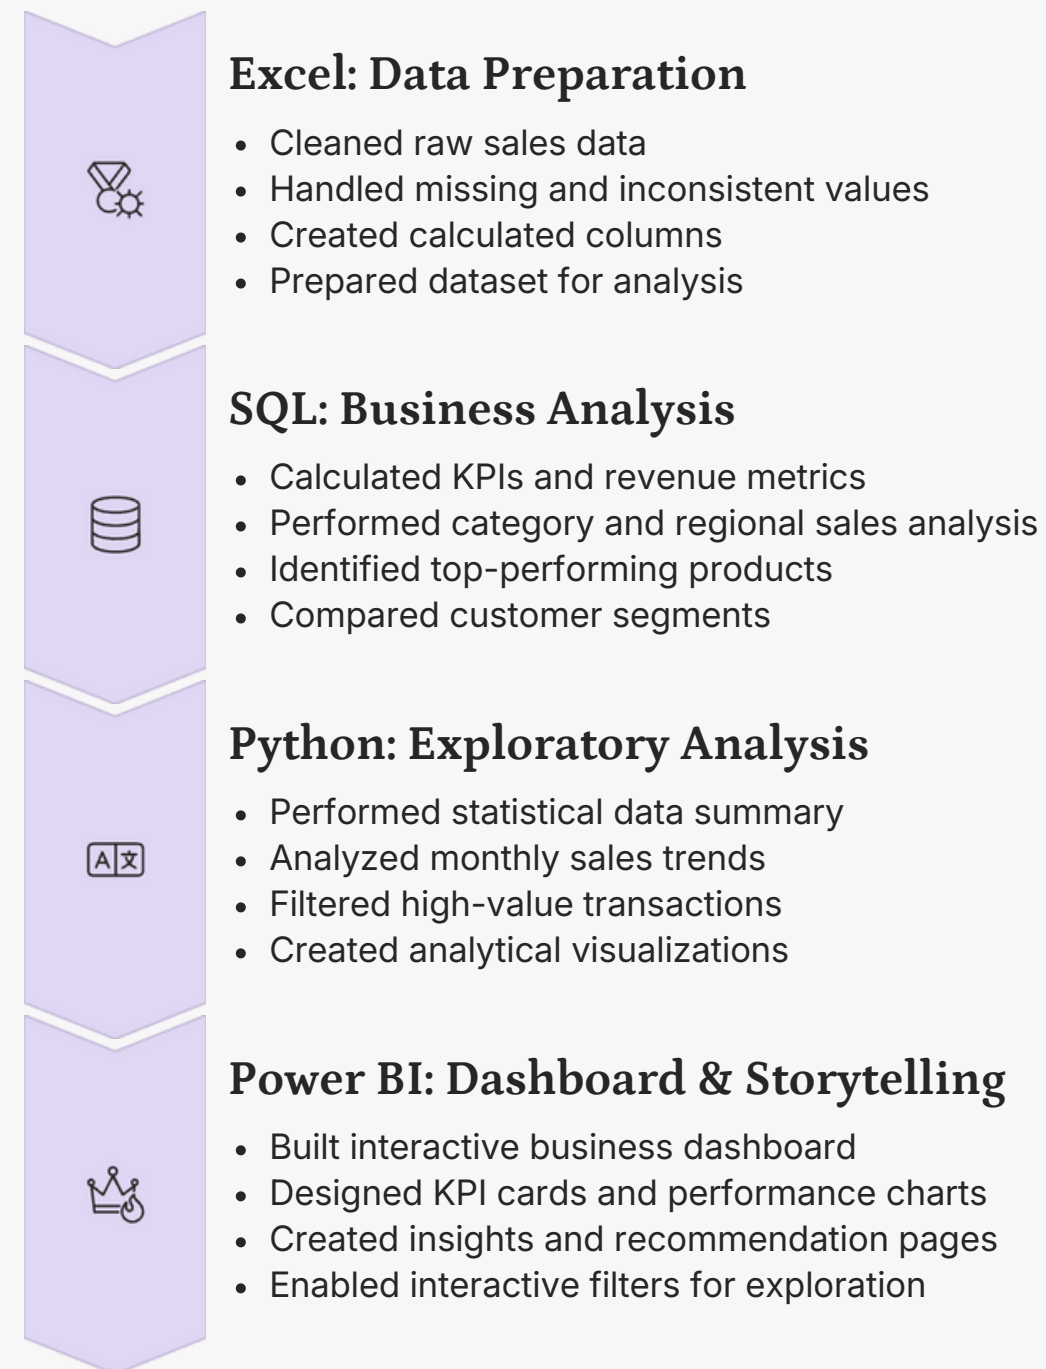 Excel: Data Preparation
• Cleaned raw sales data
• Handled missing and inconsistent values
• Created calculated columns
• Prepared dataset for analysis
SQL: Business Analysis
• Calculated KPIs and revenue metrics
• Performed category and regional sales analysis
• Identified top-performing products
• Compared customer segments
A文
Python: Exploratory Analysis
• Performed statistical data summary
• Analyzed monthly sales trends
• Filtered high-value transactions
• Created analytical visualizations
Power BI: Dashboard & Storytelling
• Built interactive business dashboard
• Designed KPI cards and performance charts
• Created insights and recommendation pages
• Enabled interactive filters for exploration